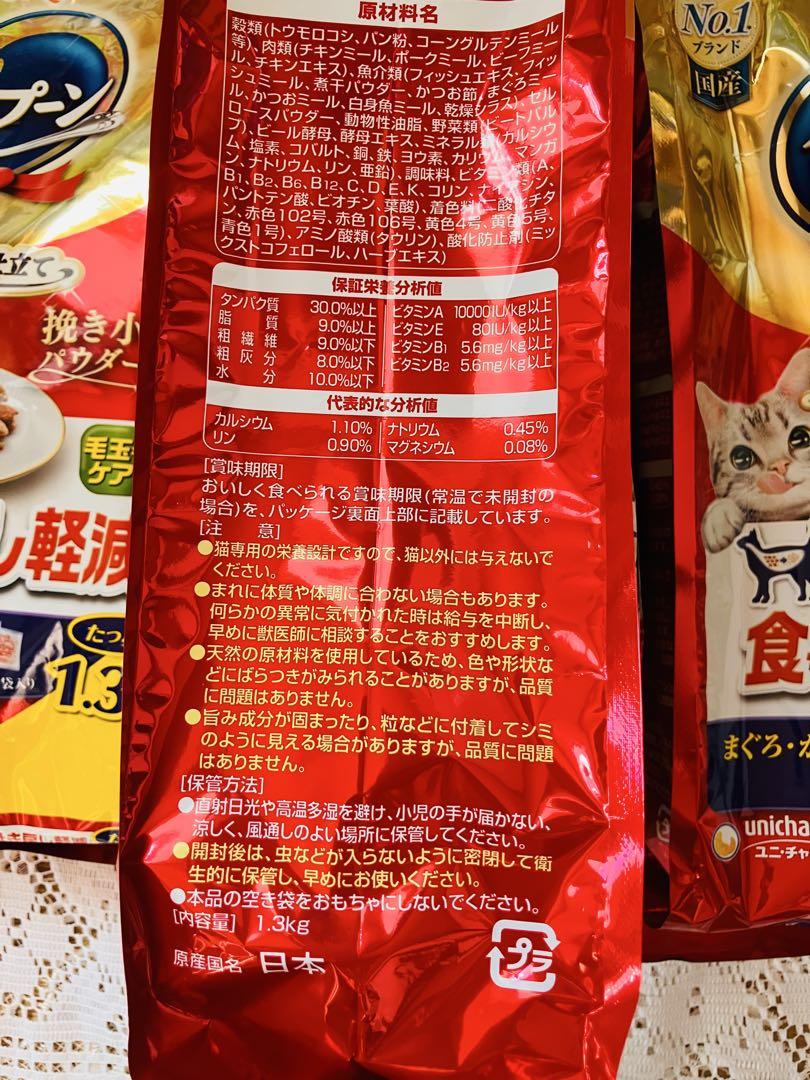 原材料名
穀類(トウモロコシ、パン粉、コーングルテンミール
等)、肉類(チキンミール、ポークミール、ビーフミー
ル、チキンエキス)、魚介類(フィッシュエキス、フィッ
シュミール、煮干パウダー、かつお節、まぐろミー
ル、かつおミール、白身魚ミール、乾燥シラス)、セル
ロースパウダー、動物性油脂、野菜類(ビートパル
プ)、ビール酵母、酵母エキス、ミネラル類(カルシウ
ム、塩素、コバルト、銅、鉄、ヨウ素、カリウム、マンガ
ン、ナトリウム、リン、亜鉛)、調味料、ビタミン類(A、
B1、B2、B6、B12、C、D、E、K、コリン、ナイアシン、
パントテン酸、ビオチン、葉酸)、着色料(二酸化チタ
ン、赤色102号、赤色106号、黄色4号、黄色5号、
青色1号)、アミノ酸類(タウリン)、酸化防止剤(ミッ
クストコフェロール、ハーブエキス)
保証栄養分析値
タンパク質 30.0%以上 ビタミンA 10000IU/kg以上
脂質 9.0%以上 ビタミンE 80IU/kg以上
粗繊維 9.0%以下 ビタミンB1 5.6mg/kg以上
粗灰分 8.0%以下 ビタミンB2 5.6mg/kg以上
水分 10.0%以下
代表的な分析値
カルシウム 1.10% ナトリウム 0.45%
リン 0.90% マグネシウム 0.08%
[賞味期限]
おいしく食べられる賞味期限(常温で未開封の
場合)を、パッケージ裏面上部に記載しています。
[注 意]
●猫専用の栄養設計ですので、猫以外には与えないで
ください。
●まれに体質や体調に合わない場合もあります。
何らかの異常に気付かれた時は給与を中断し、
早めに獣医師に相談することをおすすめします。
●天然の原材料を使用しているため、色や形状な
どにばらつきがみられることがありますが、品質
に問題はありません。
●旨み成分が固まったり、粒などに付着してシミ
のように見える場合がありますが、品質に問題
はありません。
[保管方法]
●直射日光や高温多湿を避け、小児の手が届かない、
涼しく、風通しのよい場所に保管してください。
●開封後は、虫などが入らないように密閉して衛
生的に保管し、早めにお使いください。
●本品の空き袋をおもちゃにしないでください。
[内容量] 1.3kg
原産国名 日本
プラ
プーン
仕立て
挽き小
パウダー
毛玉
ケア
し軽減
たっ
袋入り
1.3
No.1
ブランド
国産
食
まぐろ・か
unicha
ユニ・チャ